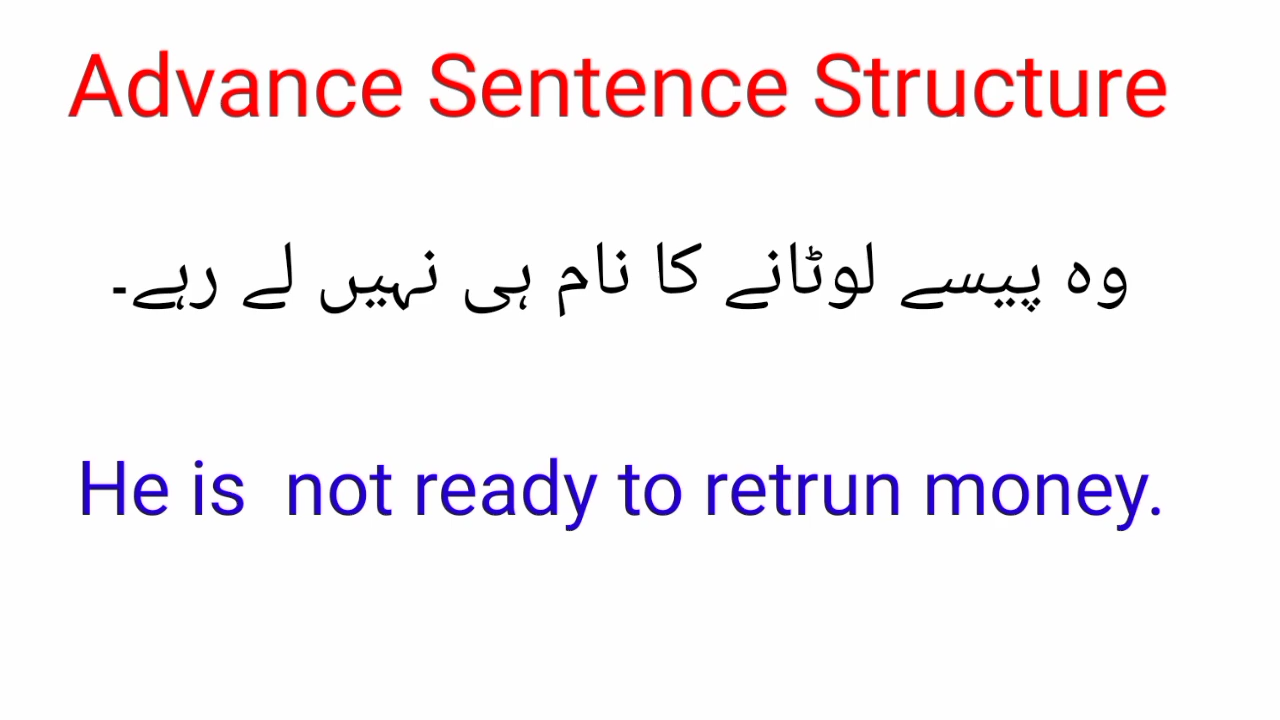 Advance Sentence Structure
وہ پیسے لوٹانے کا نام ہی نہیں لے رہے۔
He is  not ready to retrun money.